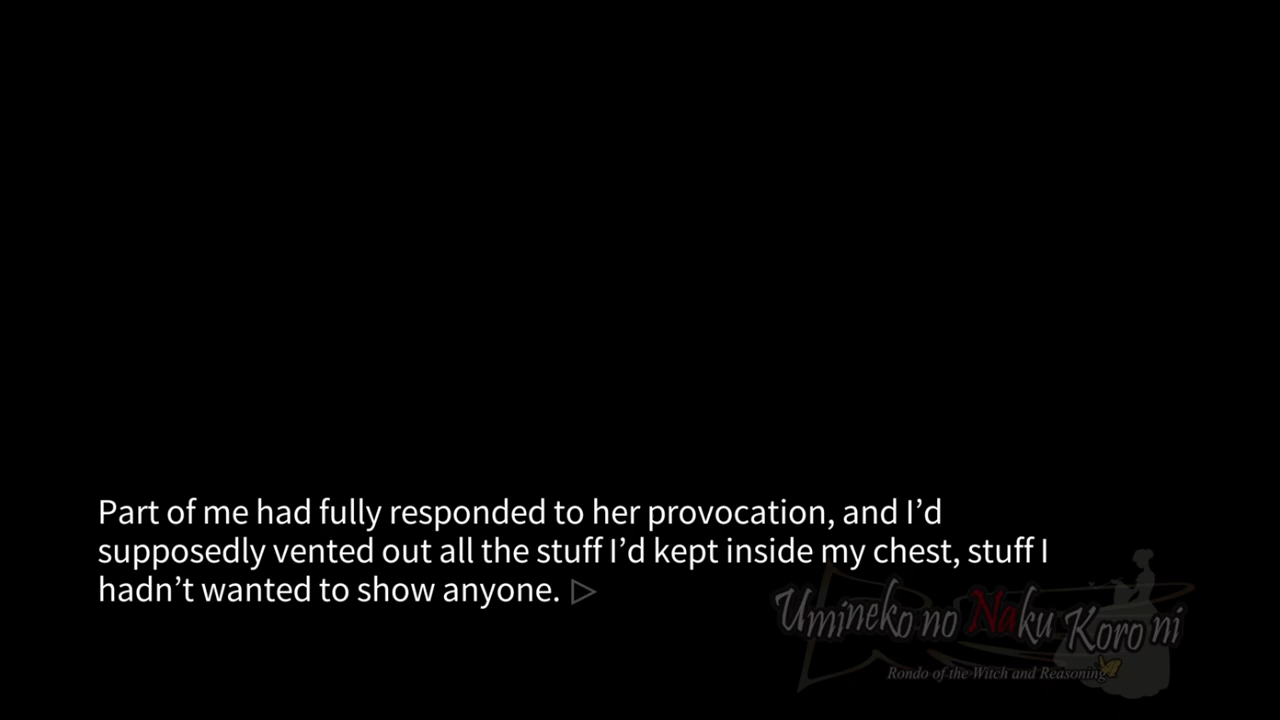 Part of me had fully responded to her provocation, and I’d
supposedly vented out all the stuff I’d kept inside my chest, stuff I
hadn’t wanted to show anyone.
Umineko no Naku Koro ni
Rondo of the Witch and Reasoning